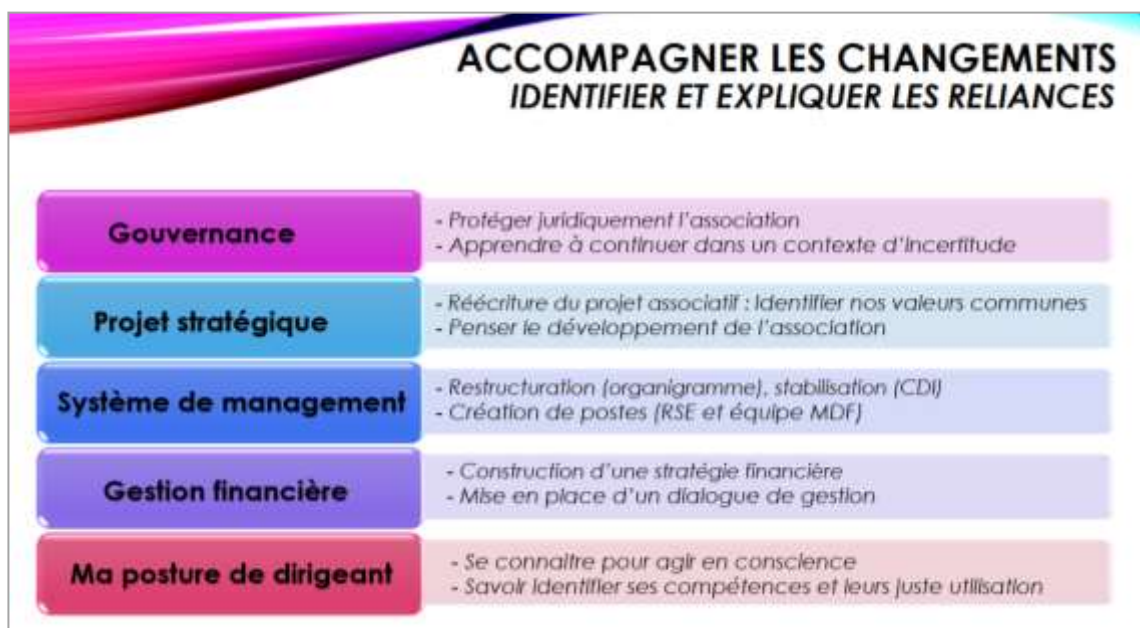 ACCOMPAGNER LES CHANGEMENTS
IDENTIFIER ET EXPLIQUER LES RELIANCES
Gouvernance
- Protéger juridiquement l'association
- Apprendre à continuer dans un contexte d'incertitude
Projet stratégique
- Réécriture du projet associatif : Identifier nos valeurs communes
- Penser le développement de l'association
Système de management
- Restructuration (organigramme), stabilisation (CDI)
- Création de postes (RSE et équipe MDF)
Gestion financière
- Construction d'une stratégie financière
- Mise en place d'un dialogue de gestion
Ma posture de dirigeant
- Se connaitre pour agir en conscience
- Savoir identifier ses compétences et leurs juste utilisation